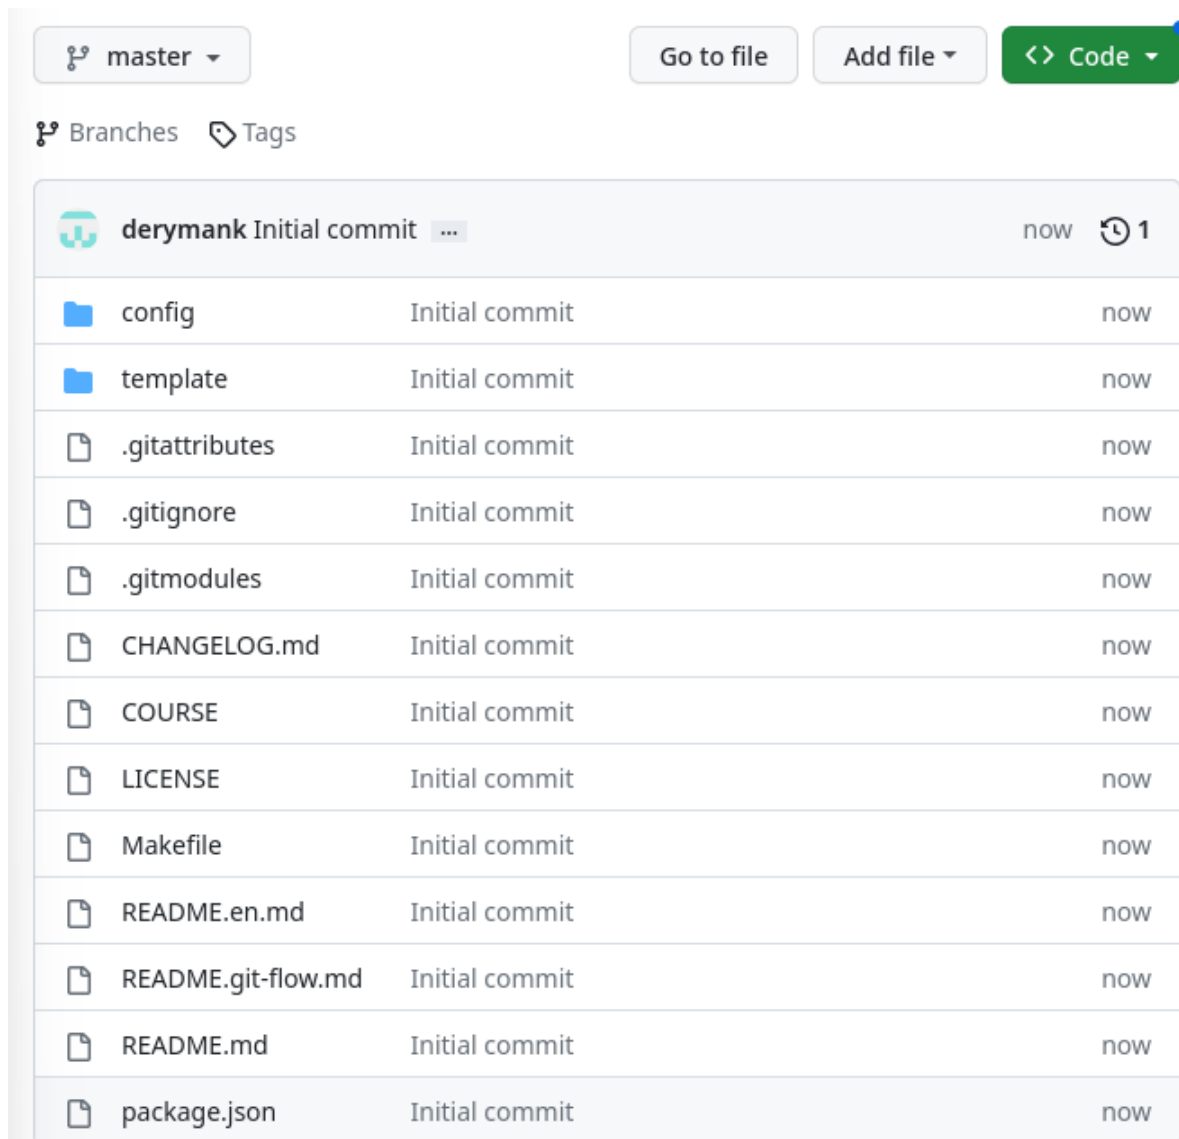 master Go to file Add file Code
Branches Tags
derymank Initial commit ... now 1
config Initial commit now
template Initial commit now
.gitattributes Initial commit now
.gitignore Initial commit now
.gitmodules Initial commit now
CHANGELOG.md Initial commit now
COURSE Initial commit now
LICENSE Initial commit now
Makefile Initial commit now
README.en.md Initial commit now
README.git-flow.md Initial commit now
README.md Initial commit now
package.json Initial commit now